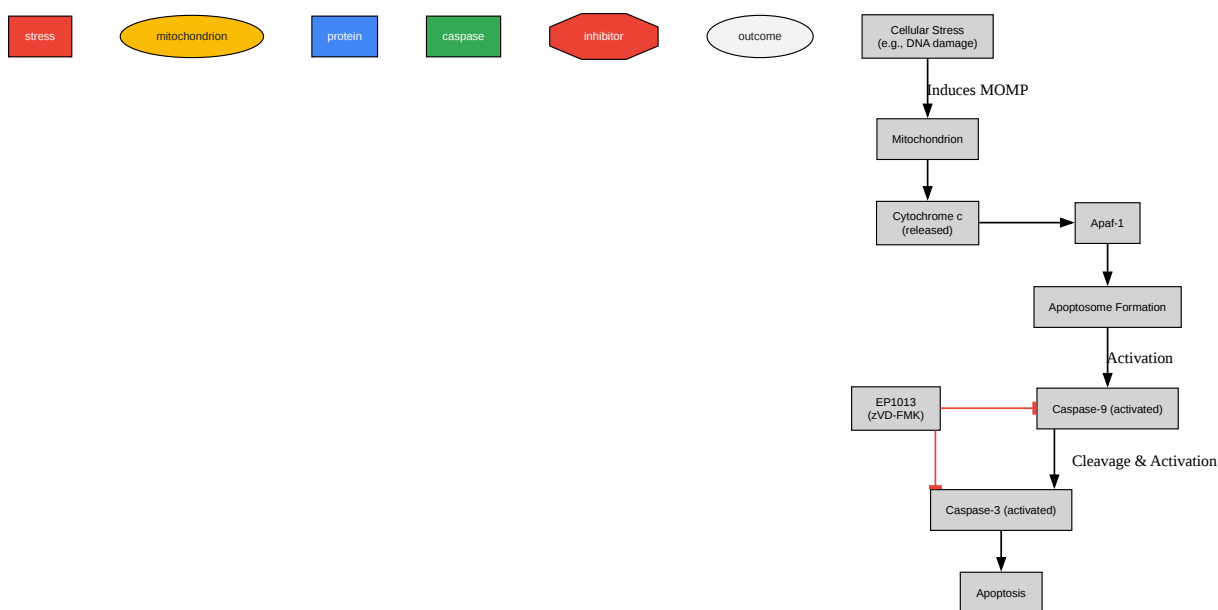 stress
mitochondrion
protein
caspase
inhibitor
outcome
Cellular Stress
(e.g., DNA damage)
Induces MOMP
Mitochondrion
Cytochrome c
(released)
Apaf-1
Apoptosome Formation
Activation
EP1013
(zVD-FMK)
Caspase-9 (activated)
Cleavage & Activation
Caspase-3 (activated)
Apoptosis